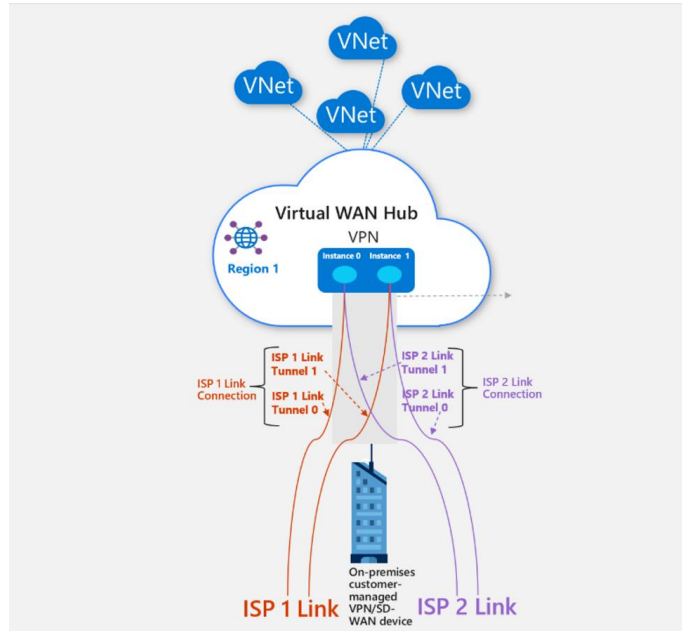 VNet
VNet
VNet
VNet
Virtual WAN Hub
VPN
Instance 0
Instance 1
Region 1
ISP 1 Link
Tunnel 1
ISP 1 Link
Tunnel 0
ISP 1 Link
Connection
ISP 2 Link
Tunnel 1
ISP 2 Link
Tunnel 0
ISP 2 Link
Connection
On-premises
customer-
managed
VPN/SD-
WAN device
ISP 1 Link
ISP 2 Link